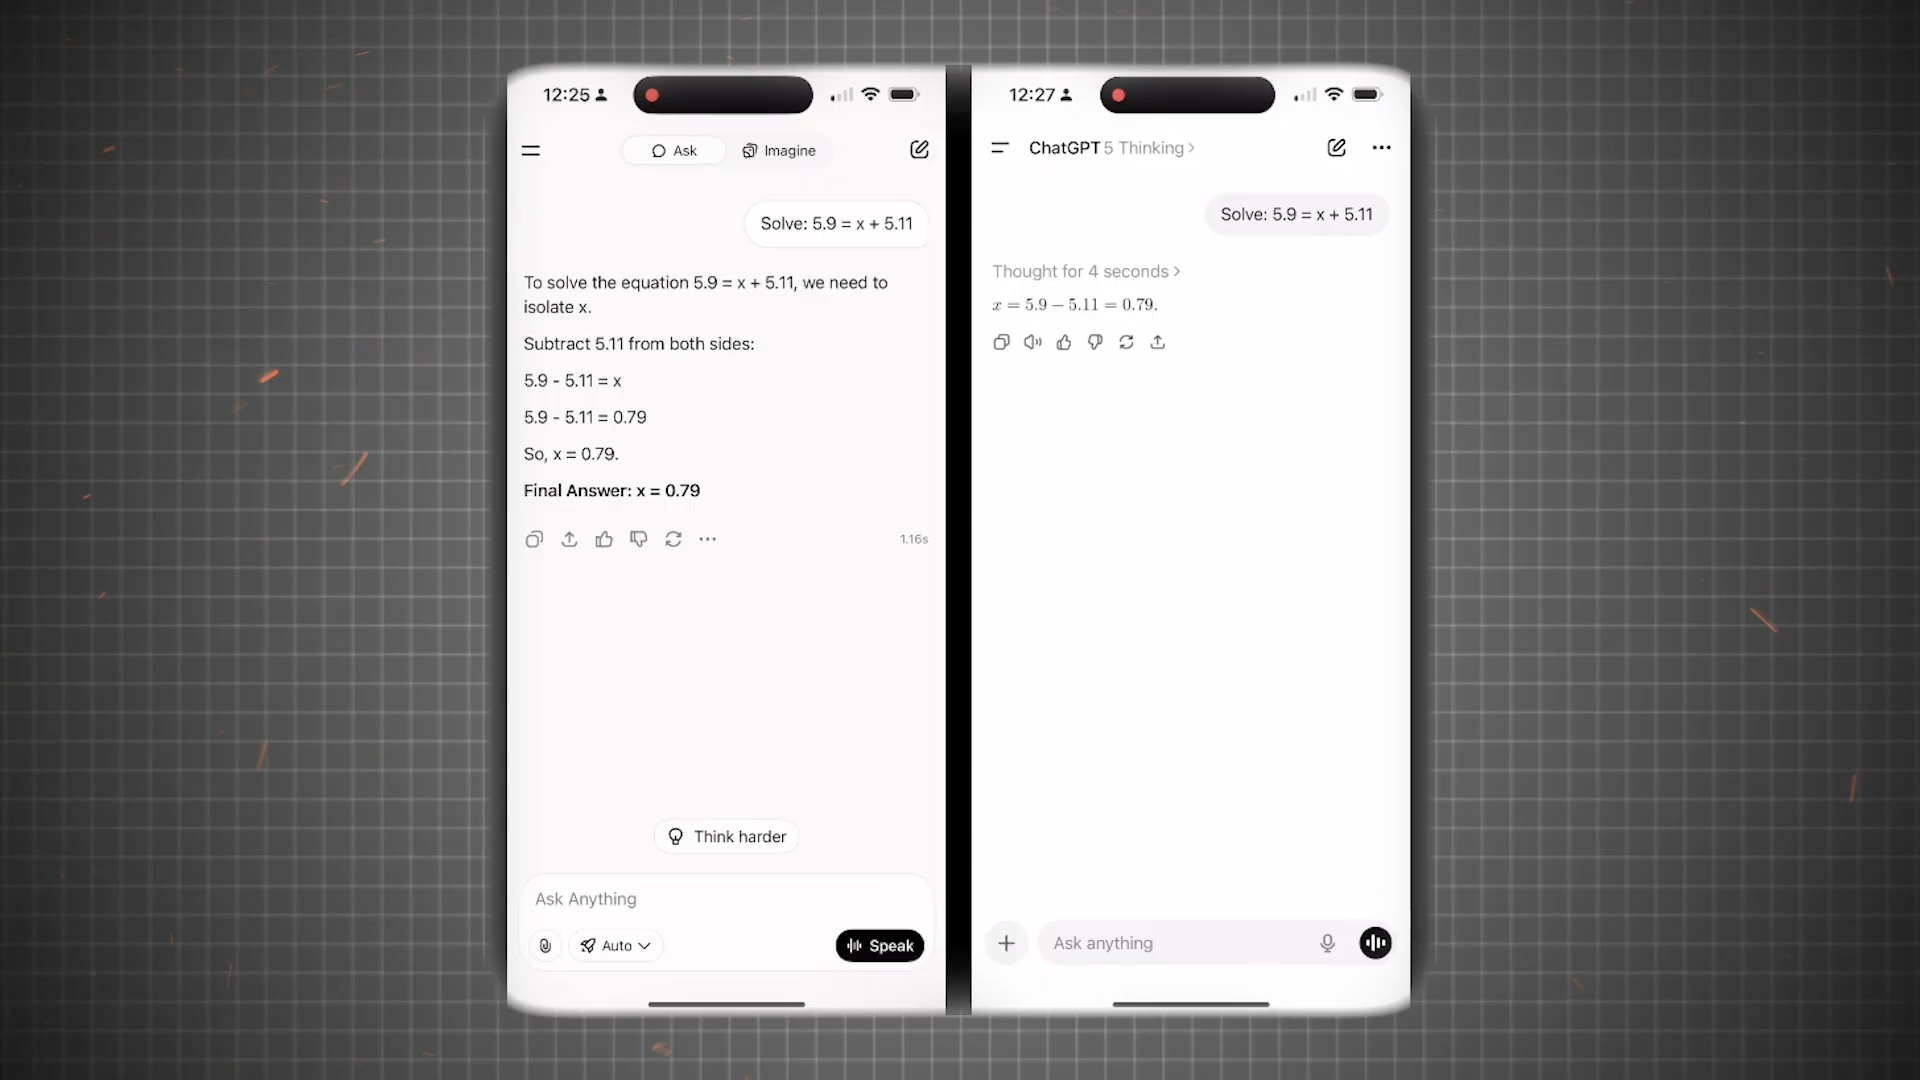 12:25
Ask
Imagine
Solve: 5.9 = x + 5.11
To solve the equation 5.9 = x + 5.11, we need to
isolate x.
Subtract 5.11 from both sides:
5.9 - 5.11 = x
5.9 - 5.11 = 0.79
So, x = 0.79.
Final Answer: x = 0.79
1.16s
Think harder
Ask Anything
Auto
Speak
12:27
ChatGPT 5 Thinking >
Solve: 5.9 = x + 5.11
Thought for 4 seconds >
x = 5.9 − 5.11 = 0.79.
Ask anything